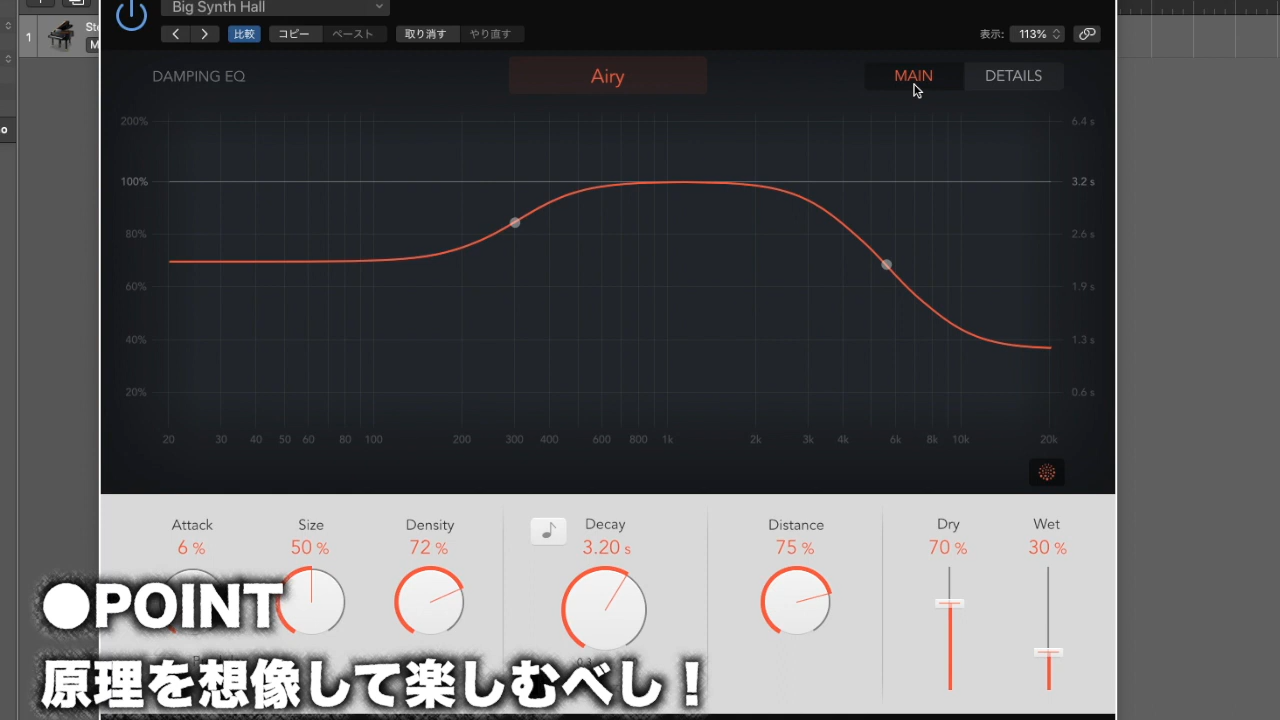 Big Synth Hall
比較 コピー ペースト 取り消す やり直す 表示: 113%
1 Ste
M
DAMPING EQ Airy MAIN DETAILS
200% 6.4 s
100% 3.2 s
80% 2.6 s
60% 1.9 s
40% 1.3 s
20% 0.6 s
20 30 40 50 60 80 100 200 300 400 600 800 1k 2k 3k 4k 6k 8k 10k 20k
Attack Size Density Decay Distance Dry Wet
6 % 50 % 72 % 3.20 s 75 % 70 % 30 %
●POINT
原理を想像して楽しむべし！